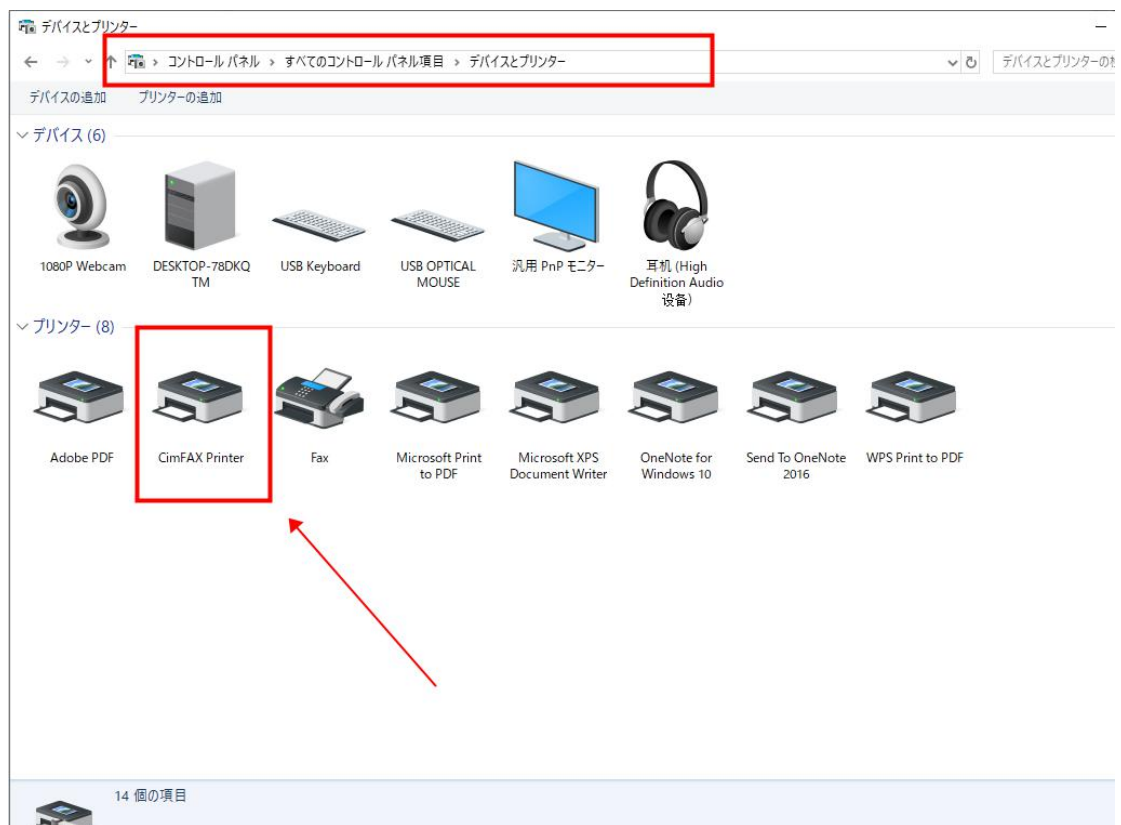 デバイスとプリンター
コントロール パネル › すべてのコントロール パネル項目 › デバイスとプリンター
デバイスとプリンターの
デバイスの追加 プリンターの追加
デバイス (6)
1080P Webcam
DESKTOP-78DKQ
TM
USB Keyboard
USB OPTICAL
MOUSE
汎用 PnP モニター
耳机 (High
Definition Audio
设备)
プリンター (8)
Adobe PDF
CimFAX Printer
Fax
Microsoft Print
to PDF
Microsoft XPS
Document Writer
OneNote for
Windows 10
Send To OneNote
2016
WPS Print to PDF
14 個の項目